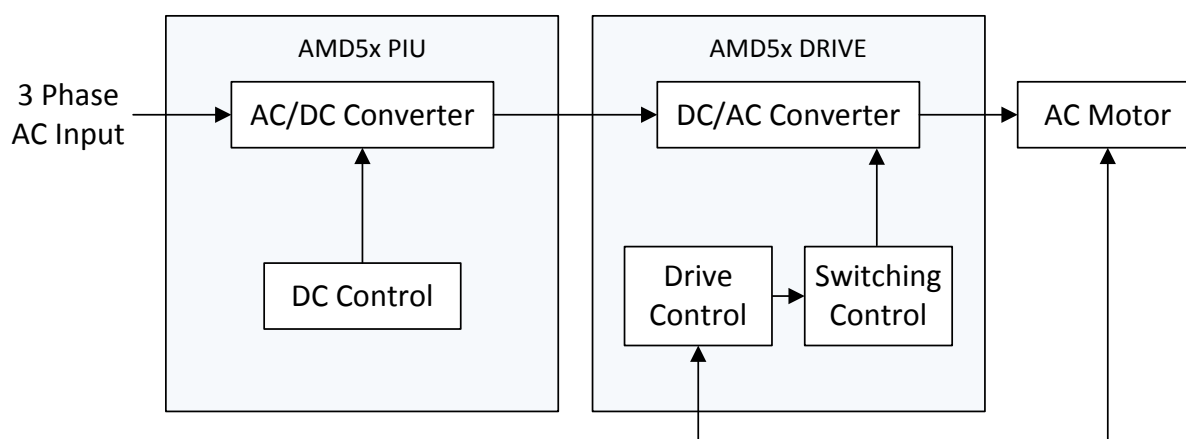 AMD5x PIU
AMD5x DRIVE
3 Phase
AC Input
AC/DC Converter
DC/AC Converter
AC Motor
DC Control
Drive
Control
Switching
Control